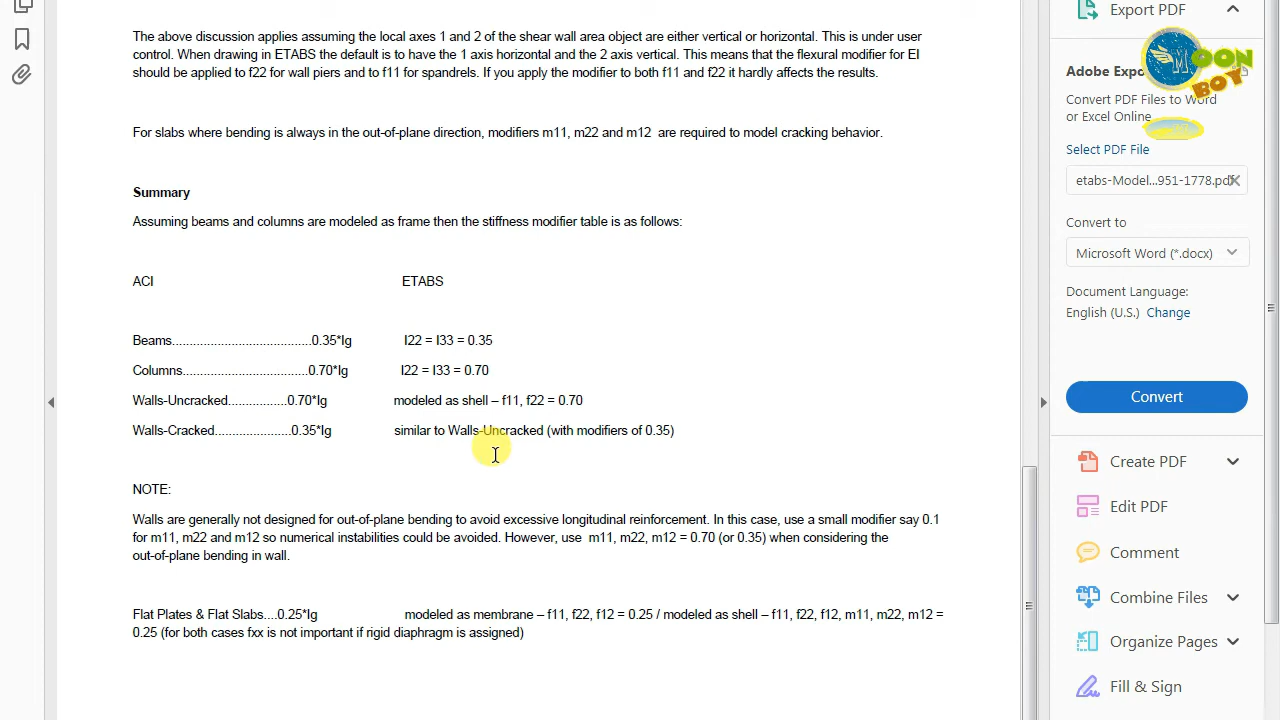 The above discussion applies assuming the local axes 1 and 2 of the shear wall area object are either vertical or horizontal. This is under user
control. When drawing in ETABS the default is to have the 1 axis horizontal and the 2 axis vertical. This means that the flexural modifier for EI
should be applied to f22 for wall piers and to f11 for spandrels. If you apply the modifier to both f11 and f22 it hardly affects the results.
For slabs where bending is always in the out-of-plane direction, modifiers m11, m22 and m12 are required to model cracking behavior.
Summary
Assuming beams and columns are modeled as frame then the stiffness modifier table is as follows:
ACI ETABS
Beams........................................0.35*Ig I22 = I33 = 0.35
Columns....................................0.70*Ig I22 = I33 = 0.70
Walls-Uncracked.................0.70*Ig modeled as shell – f11, f22 = 0.70
Walls-Cracked......................0.35*Ig similar to Walls-Uncracked (with modifiers of 0.35)
NOTE:
Walls are generally not designed for out-of-plane bending to avoid excessive longitudinal reinforcement. In this case, use a small modifier say 0.1
for m11, m22 and m12 so numerical instabilities could be avoided. However, use m11, m22, m12 = 0.70 (or 0.35) when considering the
out-of-plane bending in wall.
Flat Plates & Flat Slabs....0.25*Ig modeled as membrane – f11, f22, f12 = 0.25 / modeled as shell – f11, f22, f12, m11, m22, m12 =
0.25 (for both cases fxx is not important if rigid diaphragm is assigned)
Export PDF
MOON
BOY
Adobe
Convert PDF Files to Word
or Excel Online
Select PDF File
etabs-Model...951-1778.pdf
Convert to
Microsoft Word (*.docx)
Document Language:
English (U.S.) Change
Convert
Create PDF
Edit PDF
Comment
Combine Files
Organize Pages
Fill & Sign